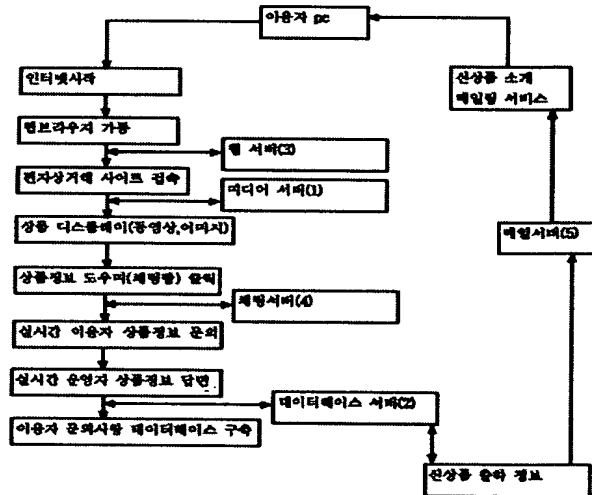 이용자 pc
인터넷시작
신상품 소개
메일링 서비스
웹브라우저 가동
웹 서버(3)
전자상거래 사이트 접속
미디어 서버(1)
상품 디스플레이(동영상,이미지)
메일서버(5)
상품정보 도우미(채팅방) 클릭
채팅서버(4)
실시간 이용자 상품정보 문의
실시간 운영자 상품정보 답변
데이터베이스 서버(2)
이용자 문의사항 데이터베이스 구축
신상품 출하 정보